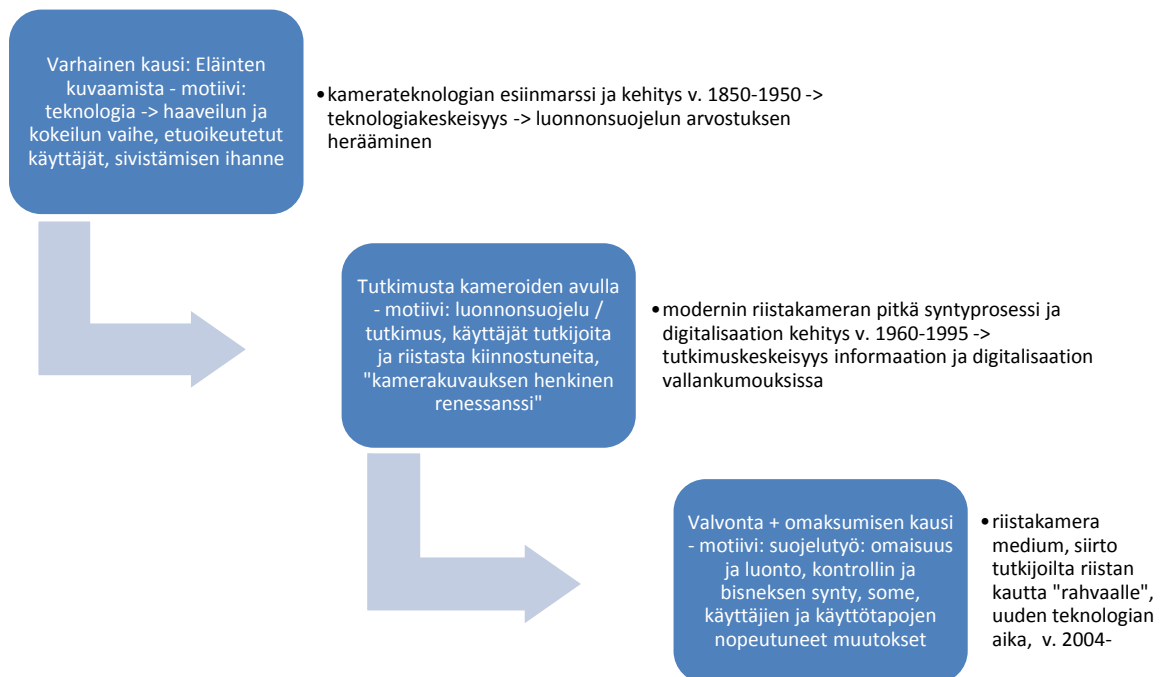 Varhainen kausi: Eläinten
kuvaamista - motiivi:
teknologia -> haaveilun ja
kokeilun vaihe, etuoikeutetut
käyttäjät, sivistämisen ihanne
•kamerateknologian esiinmarssi ja kehitys v. 1850-1950 ->
teknologiakeskeisyys -> luonnonsuojelun arvostuksen
herääminen
Tutkimusta kameroiden avulla
- motiivi: luonnonsuojelu /
tutkimus, käyttäjät tutkijoita
ja riistasta kiinnostuneita,
"kamerakuvauksen henkinen
renessanssi"
•modernin riistakameran pitkä syntyprosessi ja
digitalisaation kehitys v. 1960-1995 ->
tutkimuskeskeisyys informaation ja digitalisaation
vallankumouksissa
Valvonta + omaksumisen kausi
- motiivi: suojelutyö: omaisuus
ja luonto, kontrollin ja
bisneksen synty, some,
käyttäjien ja käyttötapojen
nopeutuneet muutokset
•riistakamera
medium, siirto
tutkijoilta riistan
kautta "rahvaalle",
uuden teknologian
aika, v. 2004-